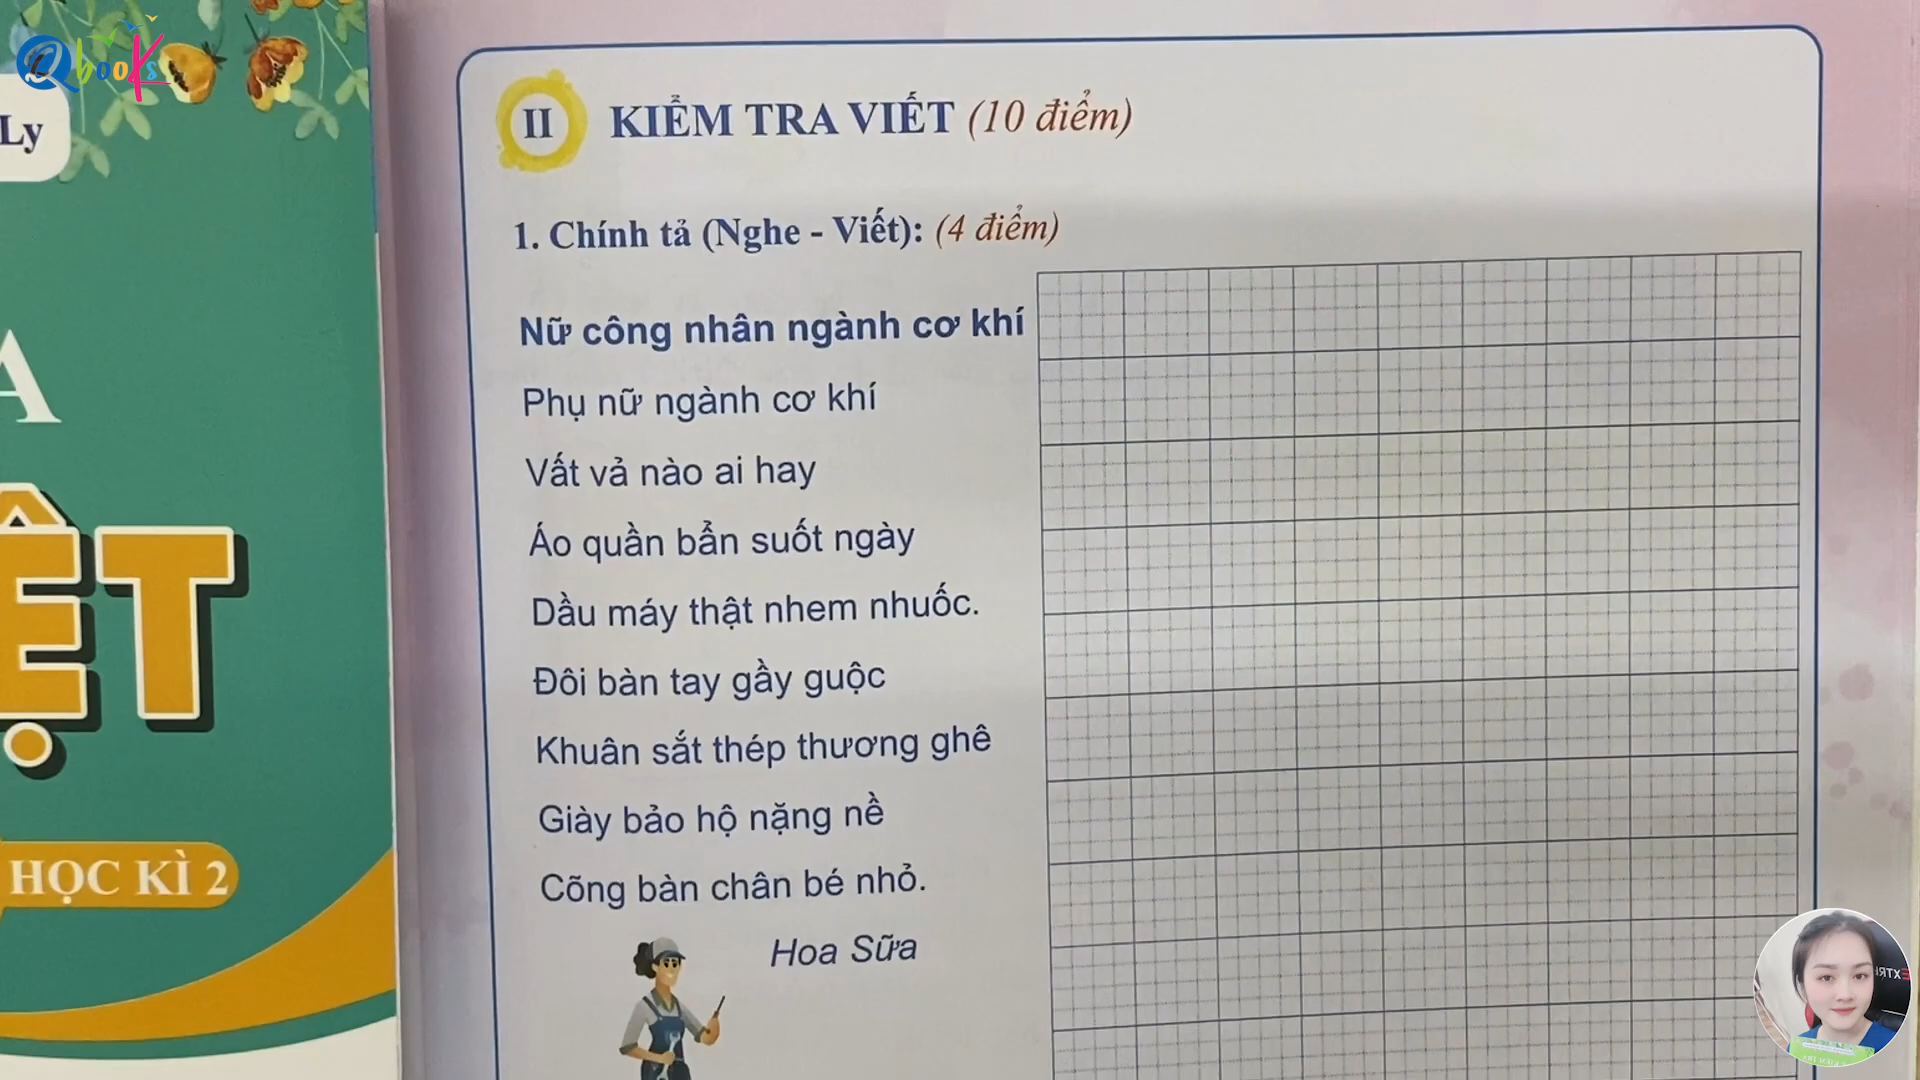 @books
Ly
A
ỆT
HỌC KÌ 2
II KIỂM TRA VIẾT (10 điểm)
1. Chính tả (Nghe - Viết): (4 điểm)
Nữ công nhân ngành cơ khí
Phụ nữ ngành cơ khí
Vất vả nào ai hay
Áo quần bẩn suốt ngày
Dầu máy thật nhem nhuốc.
Đôi bàn tay gầy guộc
Khuân sắt thép thương ghê
Giày bảo hộ nặng nề
Cõng bàn chân bé nhỏ.
Hoa Sữa